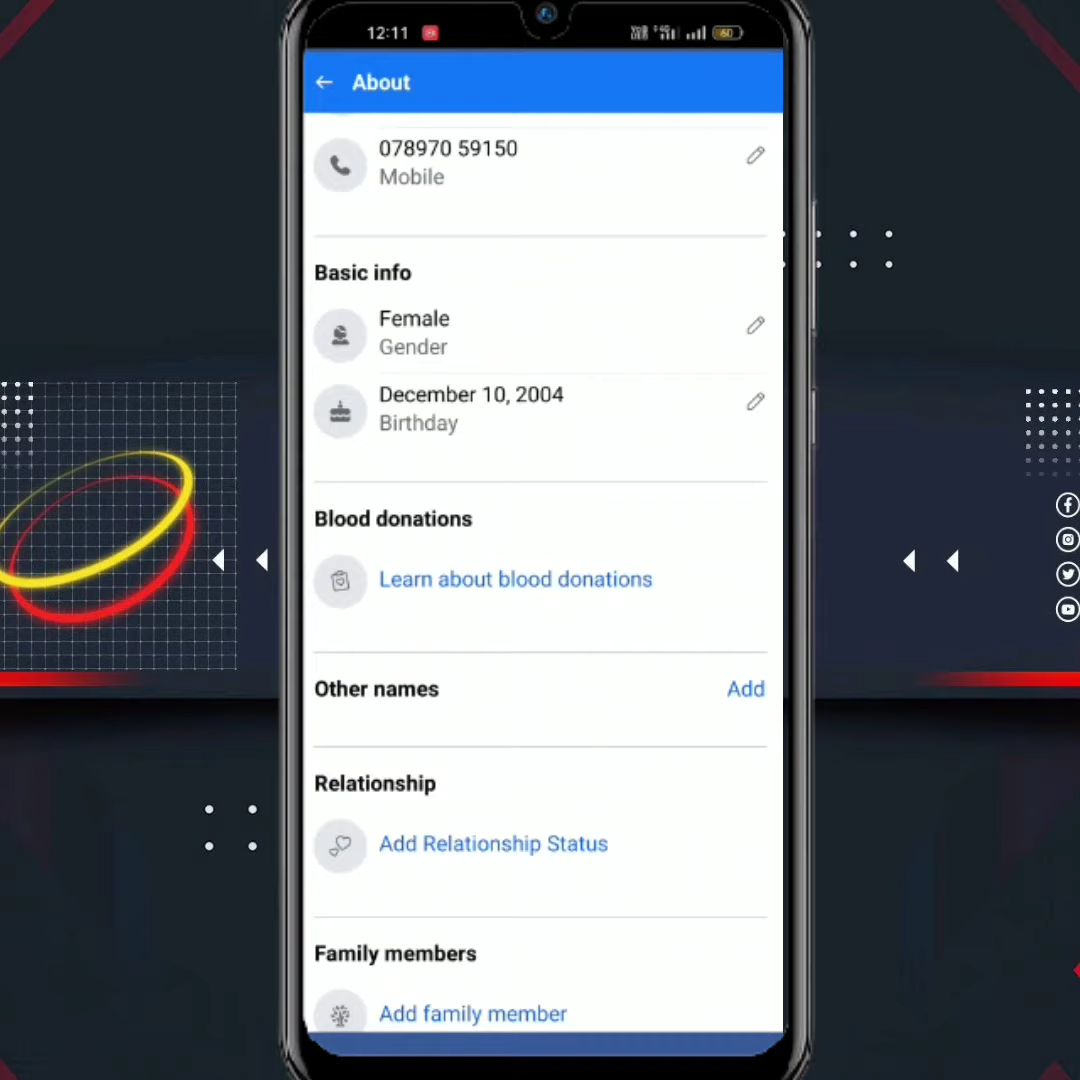 12:11
60
About
078970 59150
Mobile
Basic info
Female
Gender
December 10, 2004
Birthday
Blood donations
Learn about blood donations
Other names
Add
Relationship
Add Relationship Status
Family members
Add family member